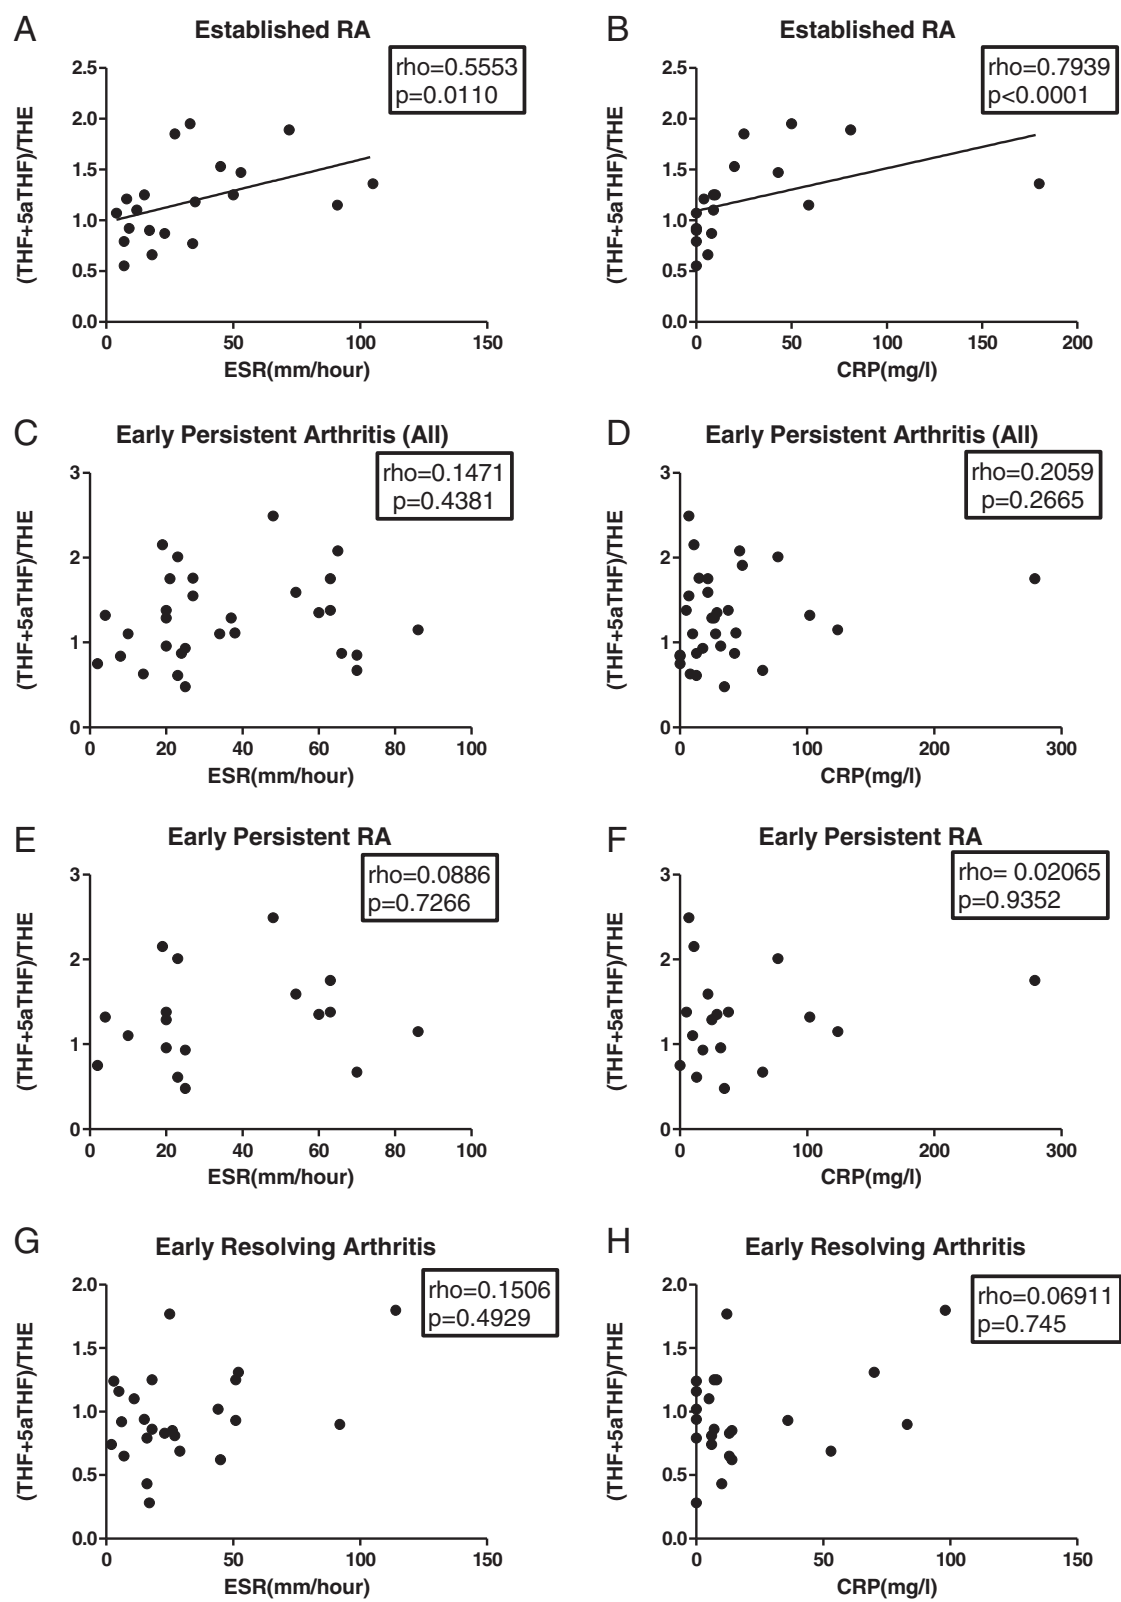 A
Established RA
rho=0.5553
p=0.0110
(THF+5aTHF)/THE
2.5
2.0
1.5
1.0
0.5
0.0
0 50 100 150
ESR(mm/hour)
B
Established RA
rho=0.7939
p<0.0001
(THF+5aTHF)/THE
2.5
2.0
1.5
1.0
0.5
0.0
0 50 100 150 200
CRP(mg/l)
C
Early Persistent Arthritis (All)
rho=0.1471
p=0.4381
(THF+5aTHF)/THE
3
2
1
0
0 20 40 60 80 100
ESR(mm/hour)
D
Early Persistent Arthritis (All)
rho=0.2059
p=0.2665
(THF+5aTHF)/THE
3
2
1
0
0 100 200 300
CRP(mg/l)
E
Early Persistent RA
rho=0.0886
p=0.7266
(THF+5aTHF)/THE
3
2
1
0
0 20 40 60 80 100
ESR(mm/hour)
F
Early Persistent RA
rho= 0.02065
p=0.9352
(THF+5aTHF)/THE
3
2
1
0
0 100 200 300
CRP(mg/l)
G
Early Resolving Arthritis
rho=0.1506
p=0.4929
(THF+5aTHF)/THE
2.0
1.5
1.0
0.5
0.0
0 50 100 150
ESR(mm/hour)
H
Early Resolving Arthritis
rho=0.06911
p=0.745
(THF+5aTHF)/THE
2.0
1.5
1.0
0.5
0.0
0 50 100 150
CRP(mg/l)